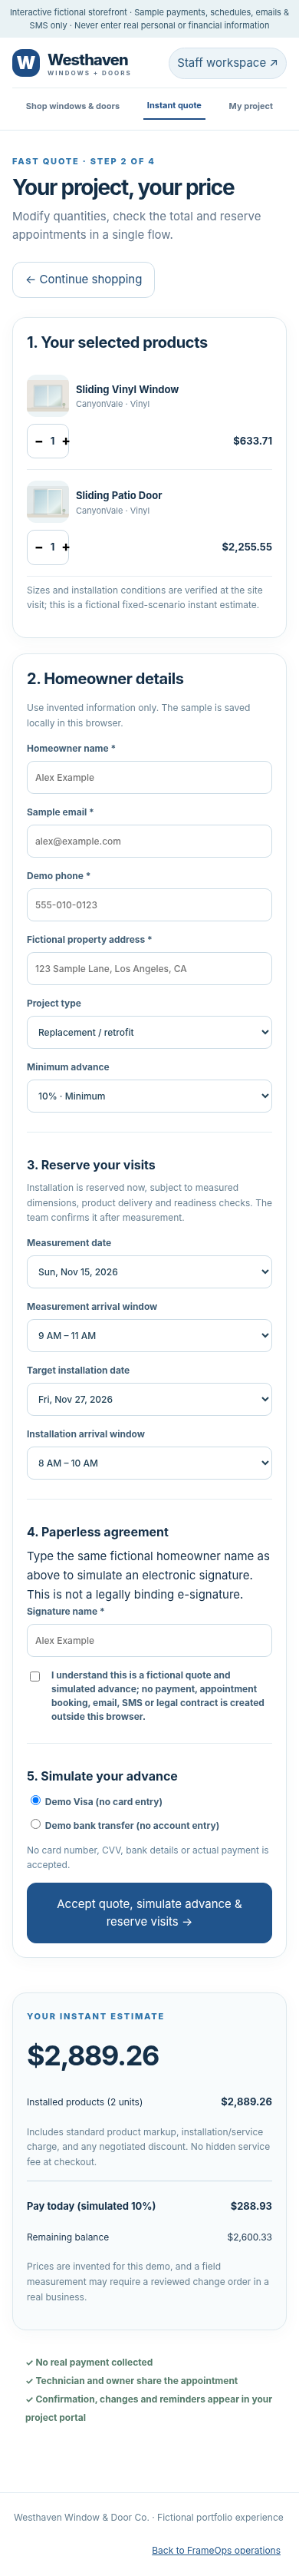 Interactive fictional storefront · Sample payments, schedules, emails &
SMS only · Never enter real personal or financial information
W Westhaven
WINDOWS + DOORS
Staff workspace ↗
Shop windows & doors
Instant quote
My project
FAST QUOTE · STEP 2 OF 4
Your project, your price
Modify quantities, check the total and reserve
appointments in a single flow.
← Continue shopping
1. Your selected products
Sliding Vinyl Window
CanyonVale · Vinyl
− 1 +
$633.71
Sliding Patio Door
CanyonVale · Vinyl
− 1 +
$2,255.55
Sizes and installation conditions are verified at the site
visit; this is a fictional fixed-scenario instant estimate.
2. Homeowner details
Use invented information only. The sample is saved
locally in this browser.
Homeowner name *
Alex Example
Sample email *
alex@example.com
Demo phone *
555-010-0123
Fictional property address *
123 Sample Lane, Los Angeles, CA
Project type
Replacement / retrofit
Minimum advance
10% · Minimum
3. Reserve your visits
Installation is reserved now, subject to measured
dimensions, product delivery and readiness checks. The
team confirms it after measurement.
Measurement date
Sun, Nov 15, 2026
Measurement arrival window
9 AM – 11 AM
Target installation date
Fri, Nov 27, 2026
Installation arrival window
8 AM – 10 AM
4. Paperless agreement
Type the same fictional homeowner name as
above to simulate an electronic signature.
This is not a legally binding e-signature.
Signature name *
Alex Example
I understand this is a fictional quote and
simulated advance; no payment, appointment
booking, email, SMS or legal contract is created
outside this browser.
5. Simulate your advance
Demo Visa (no card entry)
Demo bank transfer (no account entry)
No card number, CVV, bank details or actual payment is
accepted.
Accept quote, simulate advance &
reserve visits →
YOUR INSTANT ESTIMATE
$2,889.26
Installed products (2 units)
$2,889.26
Includes standard product markup, installation/service
charge, and any negotiated discount. No hidden service
fee at checkout.
Pay today (simulated 10%)
$288.93
Remaining balance
$2,600.33
Prices are invented for this demo, and a field
measurement may require a reviewed change order in a
real business.
✓ No real payment collected
✓ Technician and owner share the appointment
✓ Confirmation, changes and reminders appear in your
project portal
Westhaven Window & Door Co. · Fictional portfolio experience
Back to FrameOps operations